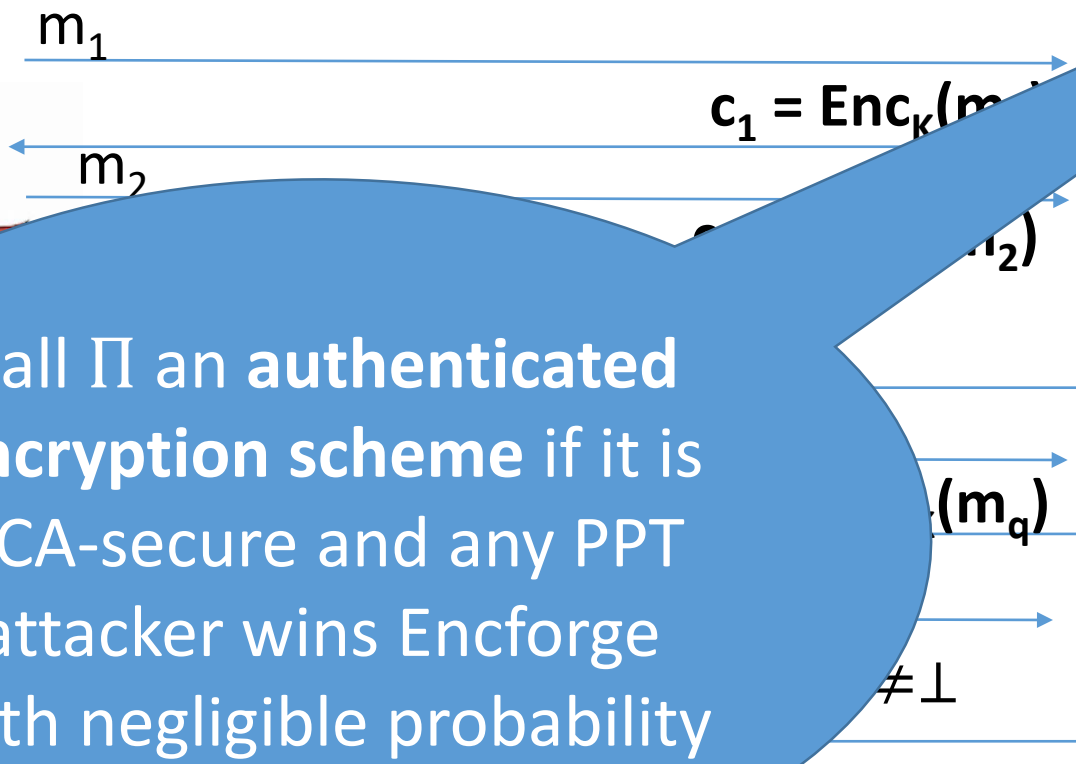 m₁
c₁ = Enc_K(m
m₂
₂)
all Π an authenticated
ncryption scheme if it is
CA-secure and any PPT
attacker wins Encforge
th negligible probability
(m_q)
≠⊥